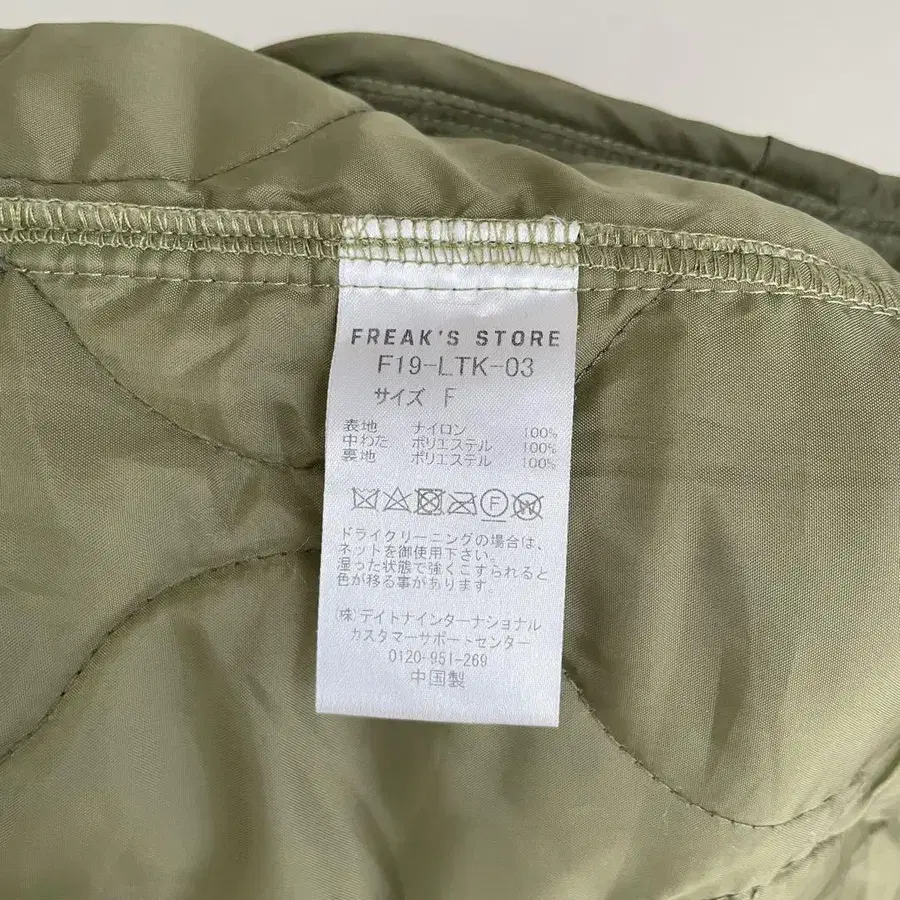 FREAK'S STORE
F19-LTK-03
サイズ F
表地 ナイロン 100%
中わた ポリエステル 100%
裏地 ポリエステル 100%
F W
ドライクリーニングの場合は、
ネットを御使用下さい。
湿った状態で強くこすられると
色が移る事があります。
(株)デイトナインターナショナル
カスタマーサポートセンター
0120-951-269
中国製